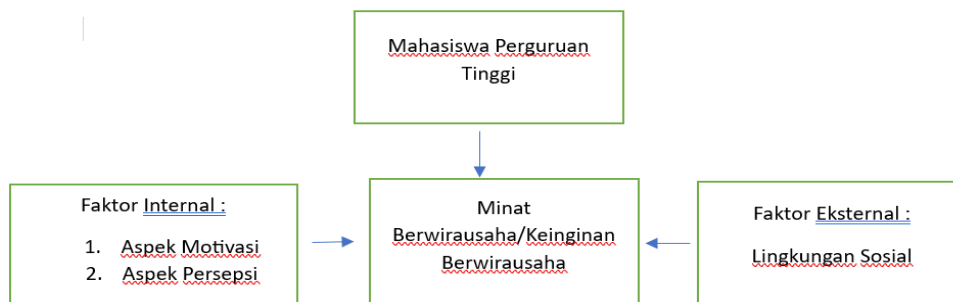 Mahasiswa Perguruan
Tinggi
Faktor Internal :
1. Aspek Motivasi
2. Aspek Persepsi
Minat
Berwirausaha/Keinginan
Berwirausaha
Faktor Eksternal :
Lingkungan Sosial